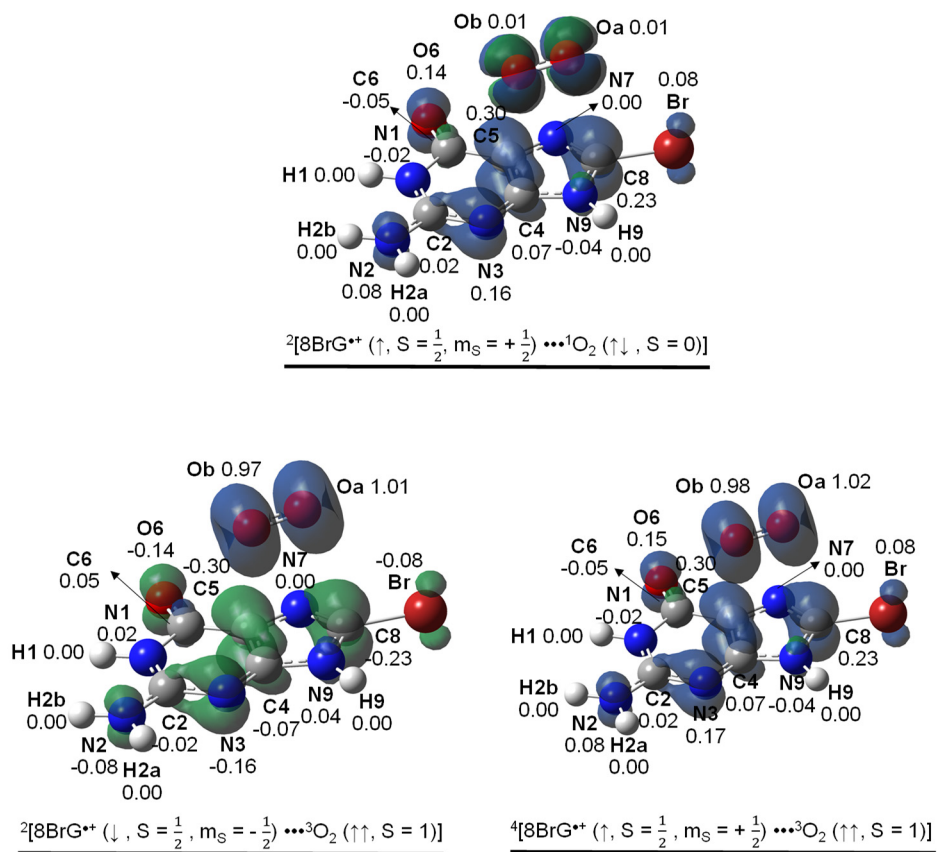 Ob 0.01
Oa 0.01
O6
0.14
N7
0.00
0.08
Br
C6
-0.05
0.30
C5
N1
-0.02
H1 0.00
C8
0.23
H2b
0.00
N9
-0.04
H9
0.00
C4
0.07
C2
0.02
N2
0.08
H2a
0.00
N3
0.16
²[8BrG•⁺ (↑, S = 1/2, mS = + 1/2) •••¹O₂ (↑↓ , S = 0)]
Ob 0.97
Oa 1.01
O6
-0.14
-0.30
C5
N7
0.00
-0.08
Br
C6
0.05
N1
0.02
H1 0.00
C8
-0.23
H2b
0.00
N9
0.04
H9
0.00
C4
-0.07
C2
-0.02
N2
-0.08
H2a
0.00
N3
-0.16
²[8BrG•⁺ (↓ , S = 1/2 , mS = - 1/2) •••³O₂ (↑↑, S = 1)]
Ob 0.98
Oa 1.02
O6
0.15
0.30
C5
N7
0.00
0.08
Br
C6
-0.05
N1
-0.02
H1 0.00
C8
0.23
H2b
0.00
N9
-0.04
H9
0.00
C4
0.07
C2
0.02
N2
0.08
H2a
0.00
N3
0.17
⁴[8BrG•⁺ (↑, S = 1/2 , mS = + 1/2) •••³O₂ (↑↑, S = 1)]